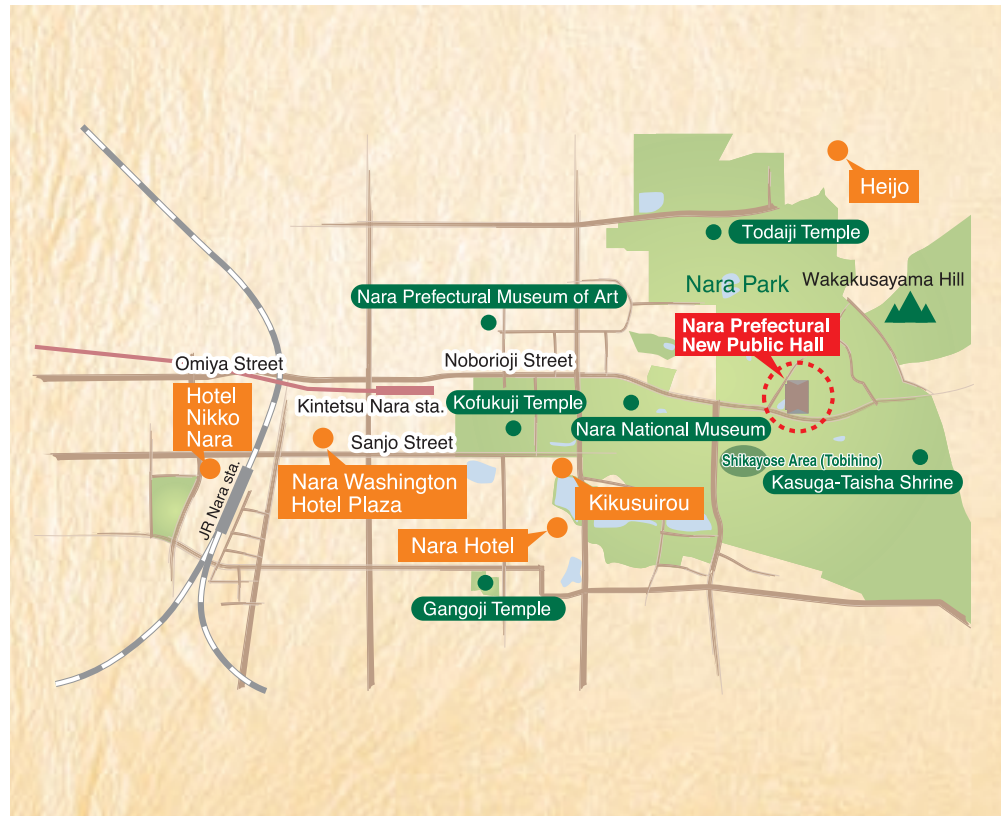 Heijo
Todaiji Temple
Nara Park
Wakakusayama Hill
Nara Prefectural Museum of Art
Nara Prefectural
New Public Hall
Omiya Street
Noborioji Street
Hotel
Nikko
Nara
Kintetsu Nara sta.
Kofukuji Temple
Nara National Museum
Sanjo Street
Shikayose Area (Tobihino)
Kasuga-Taisha Shrine
JR Nara sta.
Nara Washington
Hotel Plaza
Kikusuirou
Nara Hotel
Gangoji Temple